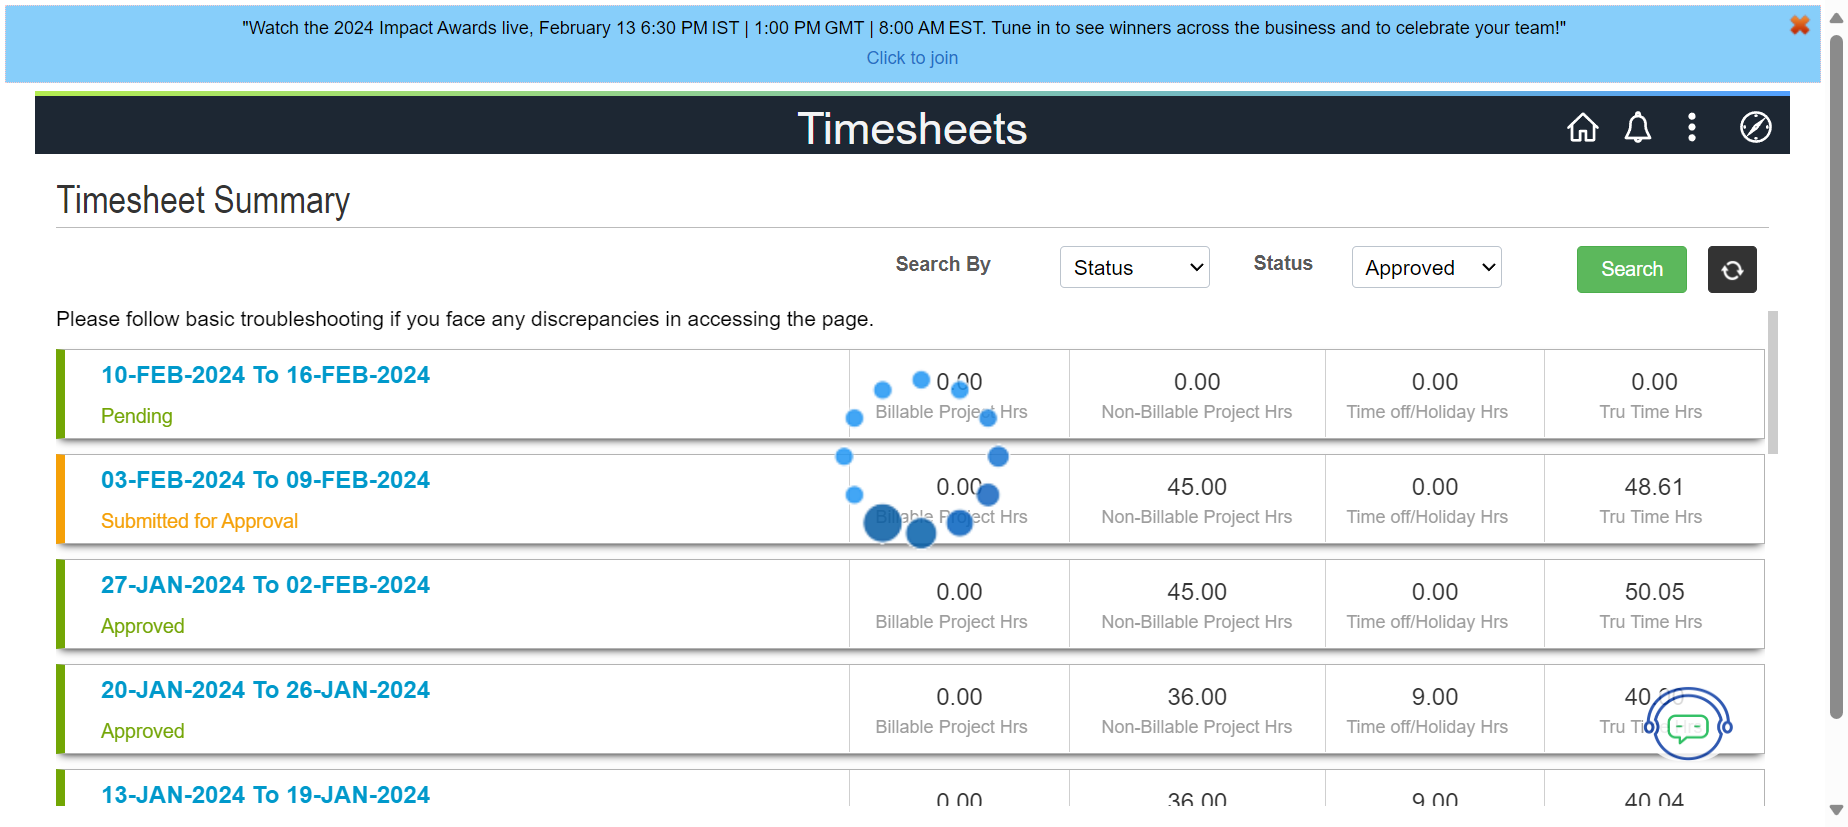 "Watch the 2024 Impact Awards live, February 13 6:30 PM IST | 1:00 PM GMT | 8:00 AM EST. Tune in to see winners across the business and to celebrate your team!"
Click to join
Timesheets
Timesheet Summary
Search By Status Status Approved Search
Please follow basic troubleshooting if you face any discrepancies in accessing the page.
10-FEB-2024 To 16-FEB-2024
0.00 0.00 0.00 0.00
Pending
Billable Project Hrs Non-Billable Project Hrs Time off/Holiday Hrs Tru Time Hrs
03-FEB-2024 To 09-FEB-2024
0.00 45.00 0.00 48.61
Submitted for Approval
Billable Project Hrs Non-Billable Project Hrs Time off/Holiday Hrs Tru Time Hrs
27-JAN-2024 To 02-FEB-2024
0.00 45.00 0.00 50.05
Approved
Billable Project Hrs Non-Billable Project Hrs Time off/Holiday Hrs Tru Time Hrs
20-JAN-2024 To 26-JAN-2024
0.00 36.00 9.00
Approved
Billable Project Hrs Non-Billable Project Hrs Time off/Holiday Hrs Tru Time Hrs
13-JAN-2024 To 19-JAN-2024
0.00 36.00 9.00 40.04